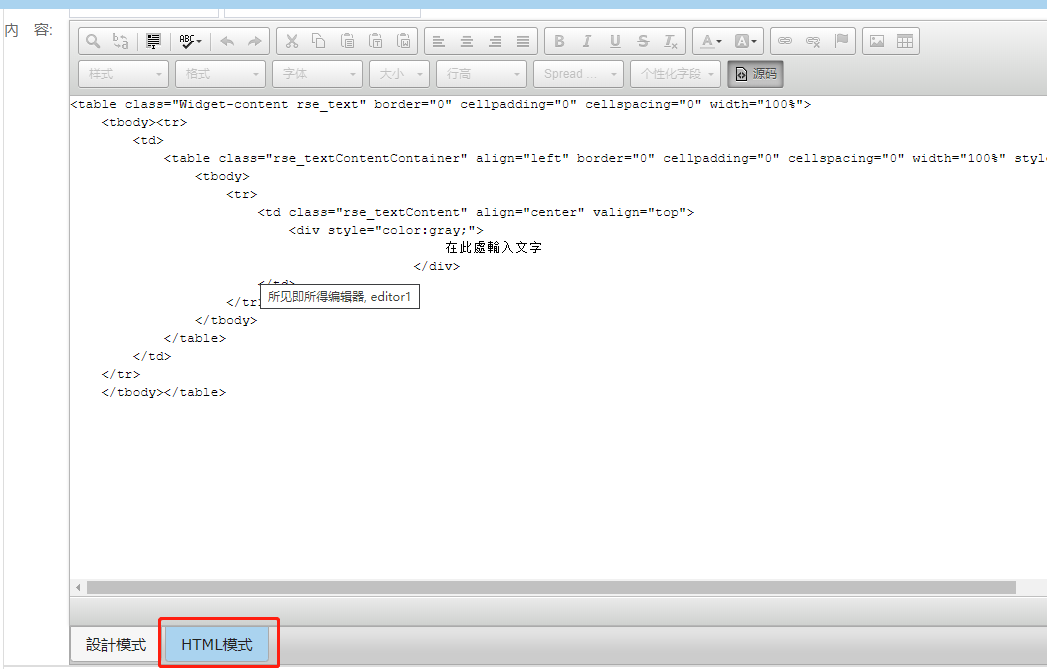 内 容:
ABC
样式 格式 字体 大小 行高 Spread ... 个性化字段 源码
<table class="Widget-content rse_text" border="0" cellpadding="0" cellspacing="0" width="100%">
<tbody><tr>
<td>
<table class="rse_textContentContainer" align="left" border="0" cellpadding="0" cellspacing="0" width="100%" style
<tbody>
<tr>
<td class="rse_textContent" align="center" valign="top">
<div style="color:gray;">
在此處輸入文字
</div>
</td>
所见即所得编辑器, editor1
</tr>
</tbody>
</table>
</td>
</tr>
</tbody></table>
設計模式 HTML模式